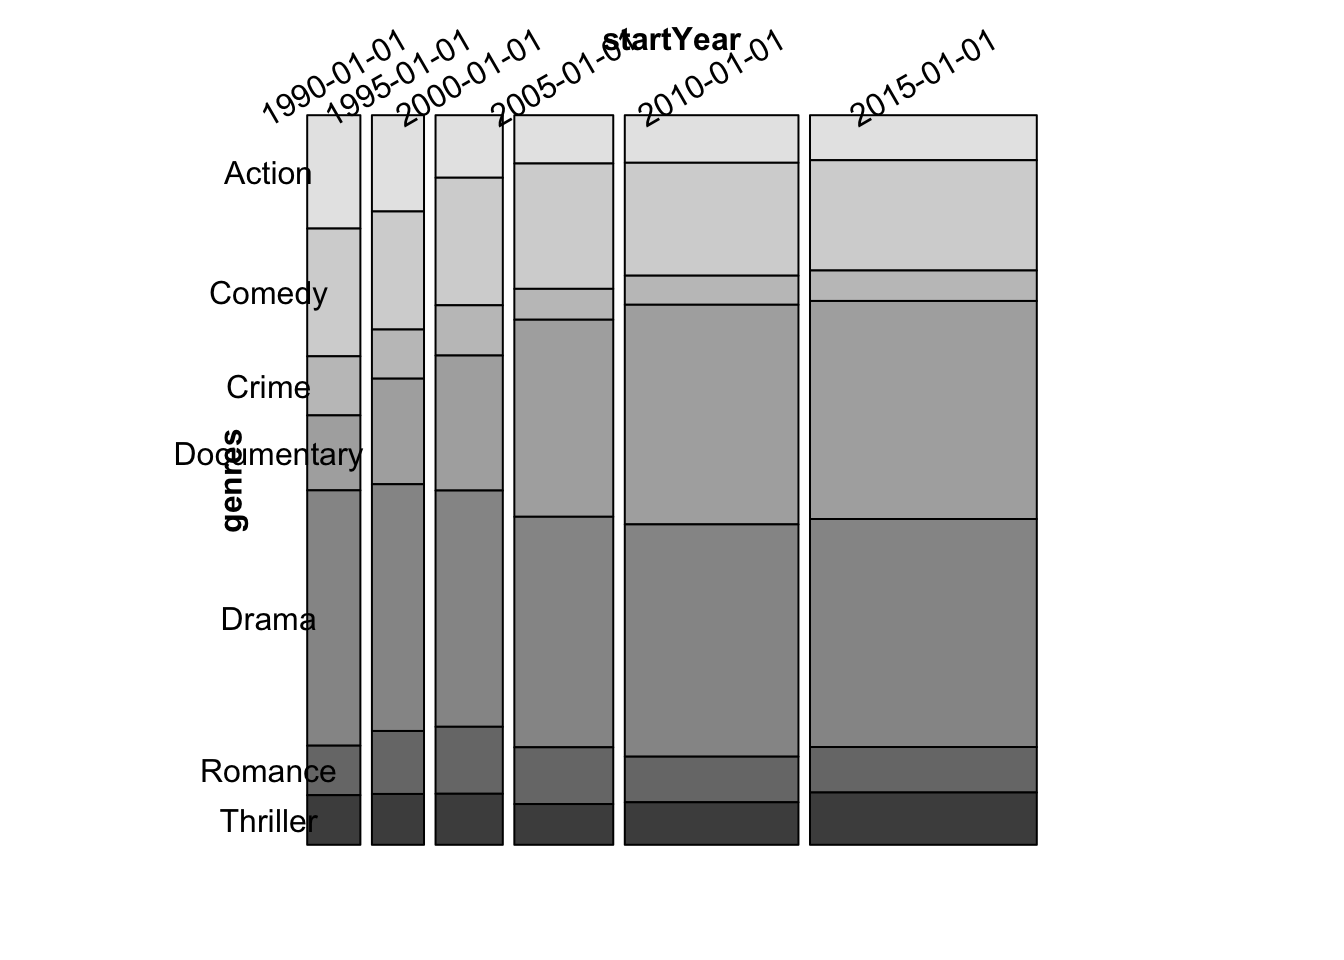 startYear
1990-01-01
1995-01-01
2000-01-01
2005-01-01
2010-01-01
2015-01-01
genres
Action
Comedy
Crime
Documentary
Drama
Romance
Thriller